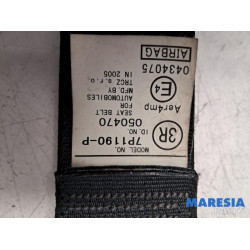 MODEL NO.
7P1190-P
3R
I.D. NO.
050470
SEAT BELT
FOR
AUTOMOBILES
MFD. BY
TRCZ s.r.o.
IN 2005
Aer4mp
E4
0434075
AIRBAG
MARESIA